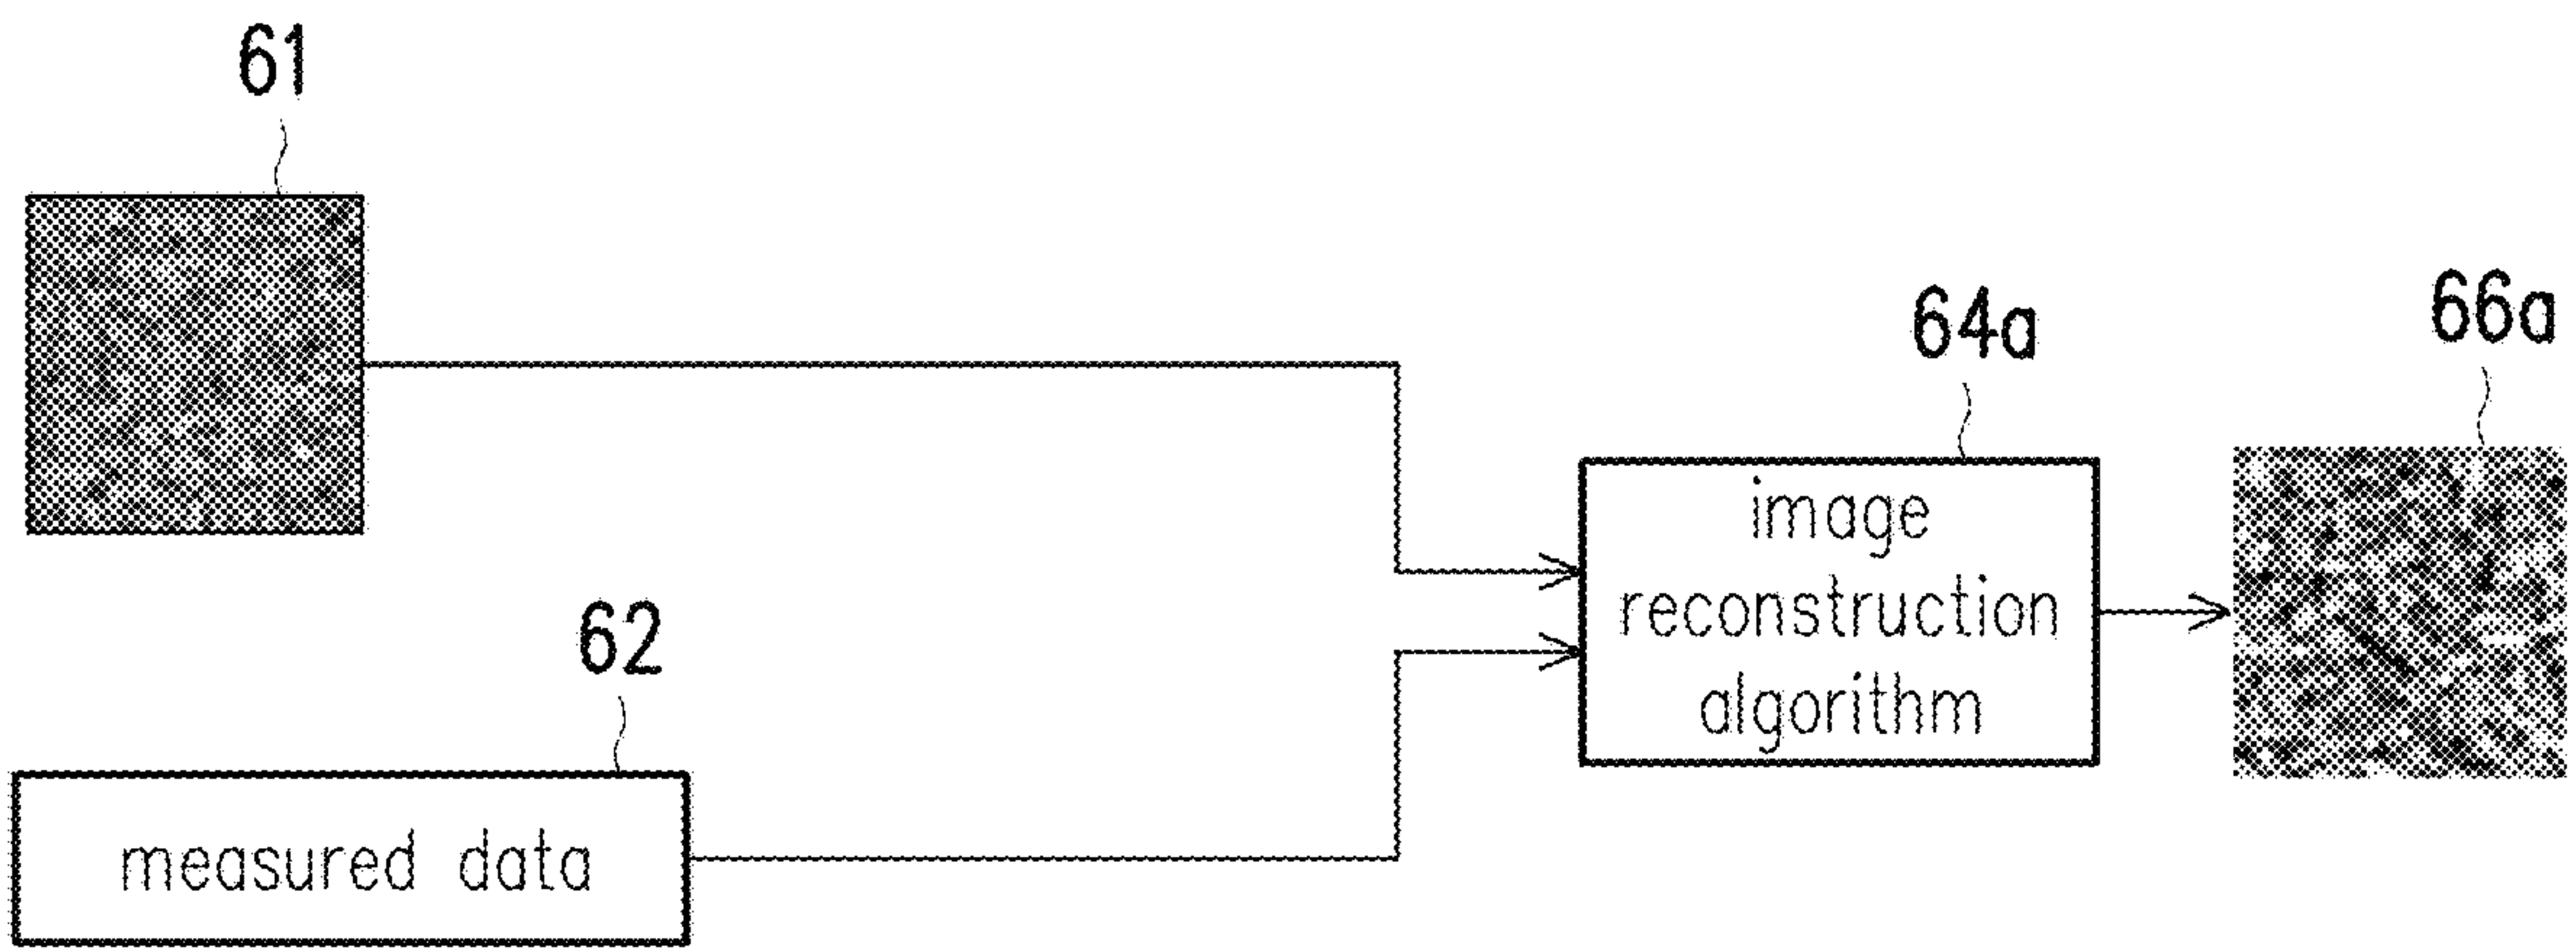 61
64a
66a
image
reconstruction
algorithm
62
measured data